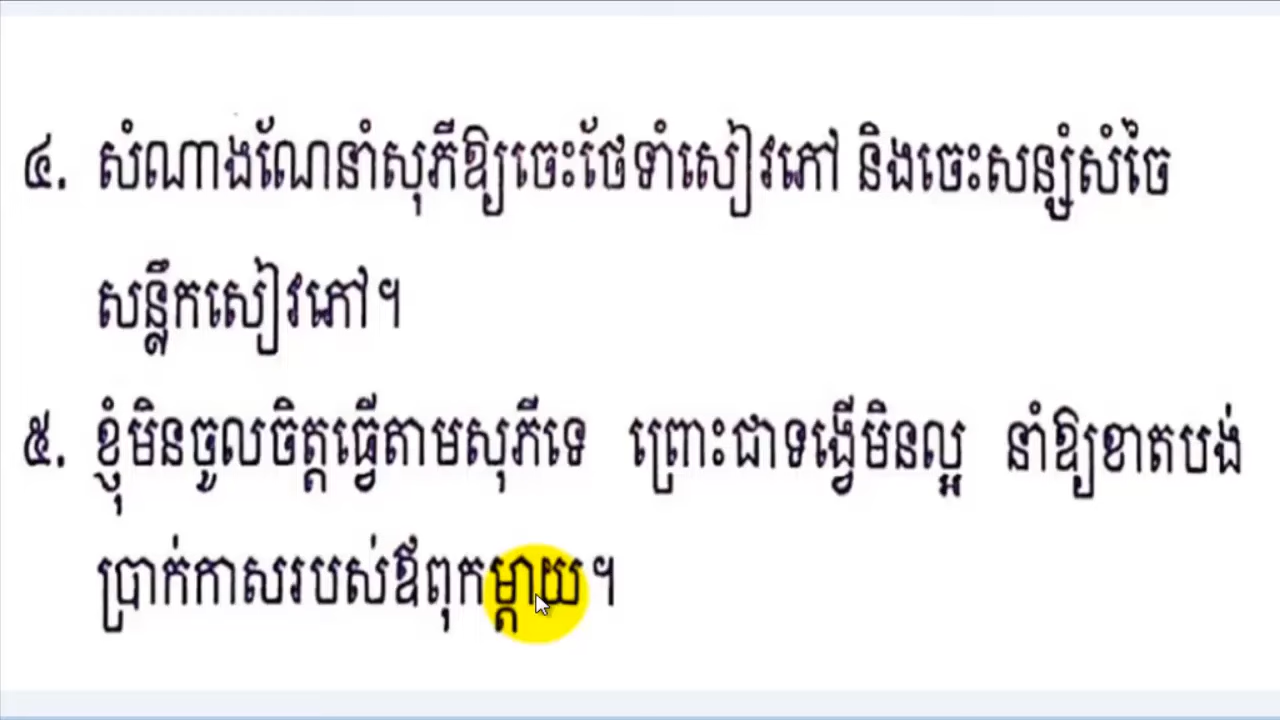 ៤. សំណាងណែនាំសុភីឱ្យចេះថែទាំសៀវភៅ និងចេះសន្សំសំចៃ
សន្លឹកសៀវភៅ។
៥. ខ្ញុំមិនចូលចិត្តធ្វើតាមសុភីទេ ព្រោះជាទង្វើមិនល្អ នាំឱ្យខាតបង់
ប្រាក់កាសរបស់ឪពុកម្ដាយ។